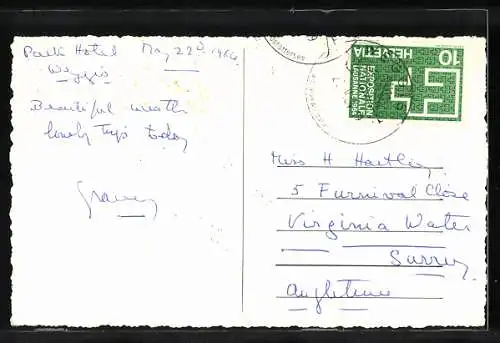 Park Hotel May 22d 1964
Weggis
Beautiful weather
lovely trips today
Granny
HELVETIA
10
EXPOSITION
NATIONALE
LAUSANNE 1964
Miss H Hartley
5 Furnival Close
Virginia Water
Surrey
Angleterre